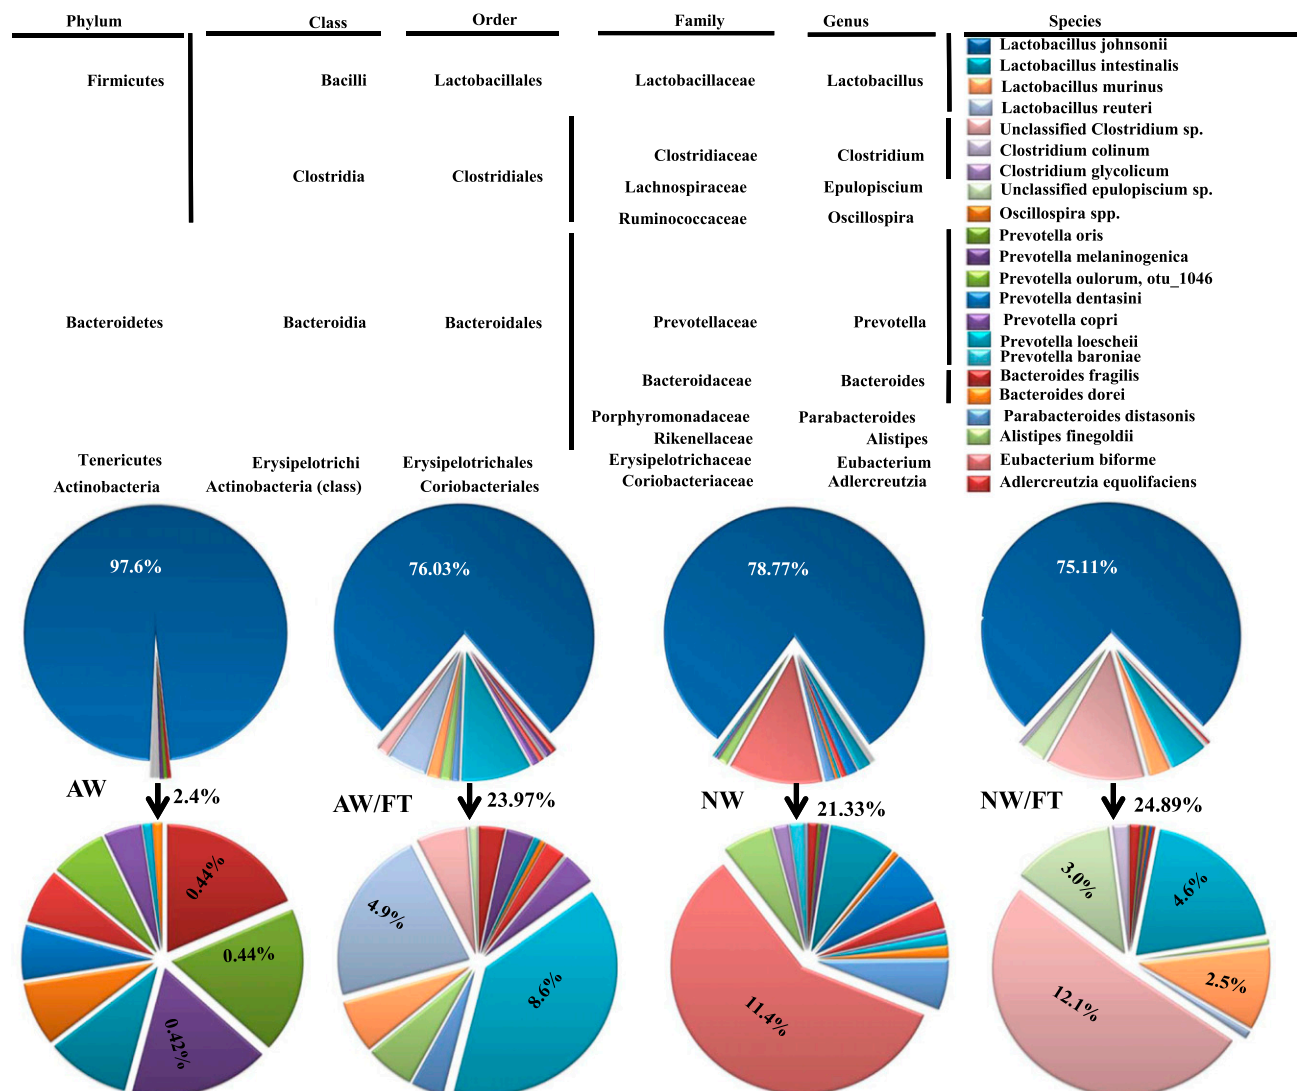 Phylum Class Order Family Genus Species
Lactobacillus johnsonii
Lactobacillus intestinalis
Firmicutes Bacilli Lactobacillales Lactobacillaceae Lactobacillus Lactobacillus murinus
Lactobacillus reuteri
Unclassified Clostridium sp.
Clostridiaceae Clostridium Clostridium colinum
Clostridia Clostridiales Clostridium glycolicum
Lachnospiraceae Epulopiscium Unclassified epulopiscium sp.
Ruminococcaceae Oscillospira Oscillospira spp.
Prevotella oris
Prevotella melaninogenica
Prevotella oulorum, otu_1046
Prevotella dentasini
Bacteroidetes Bacteroidia Bacteroidales Prevotellaceae Prevotella Prevotella copri
Prevotella loescheii
Prevotella baroniae
Bacteroidaceae Bacteroides Bacteroides fragilis
Bacteroides dorei
Porphyromonadaceae Parabacteroides Parabacteroides distasonis
Rikenellaceae Alistipes Alistipes finegoldii
Tenericutes Erysipelotrichi Erysipelotrichales Erysipelotrichaceae Eubacterium Eubacterium biforme
Actinobacteria Actinobacteria (class) Coriobacteriales Coriobacteriaceae Adlercreutzia Adlercreutzia equolifaciens
97.6% 76.03% 78.77% 75.11%
AW 2.4% AW/FT 23.97% NW 21.33% NW/FT 24.89%
0.44% 4.9% 3.0% 4.6%
0.44% 8.6% 2.5%
0.42% 11.4% 12.1%